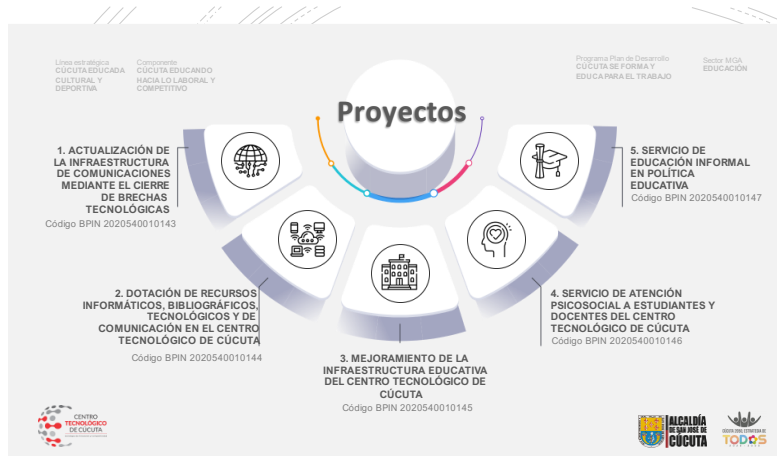 Línea estratégica
CÚCUTA EDUCADA
CULTURAL Y
DEPORTIVA
Componente
CÚCUTA EDUCANDO
HACIA LO LABORAL Y
COMPETITIVO
Programa Plan de Desarrollo
CÚCUTA SE FORMA Y
EDUCA PARA EL TRABAJO
Sector MGA
EDUCACIÓN
Proyectos
1. ACTUALIZACIÓN DE
LA INFRAESTRUCTURA
DE COMUNICACIONES
MEDIANTE EL CIERRE
DE BRECHAS
TECNOLÓGICAS
Código BPIN 2020540010143
2. DOTACIÓN DE RECURSOS
INFORMÁTICOS, BIBLIOGRÁFICOS,
TECNOLÓGICOS Y DE
COMUNICACIÓN EN EL CENTRO
TECNOLÓGICO DE CÚCUTA
Código BPIN 2020540010144
3. MEJORAMIENTO DE LA
INFRAESTRUCTURA EDUCATIVA
DEL CENTRO TECNOLÓGICO DE
CÚCUTA
Código BPIN 2020540010145
4. SERVICIO DE ATENCIÓN
PSICOSOCIAL A ESTUDIANTES Y
DOCENTES DEL CENTRO
TECNOLÓGICO DE CÚCUTA
Código BPIN 2020540010146
5. SERVICIO DE
EDUCACIÓN INFORMAL
EN POLÍTICA
EDUCATIVA
Código BPIN 2020540010147
CENTRO
TECNOLÓGICO
DE CÚCUTA
ALCALDÍA
DE SAN JOSÉ DE
CÚCUTA
CÚCUTA 2050, ESTRATEGIA DE
TODOS